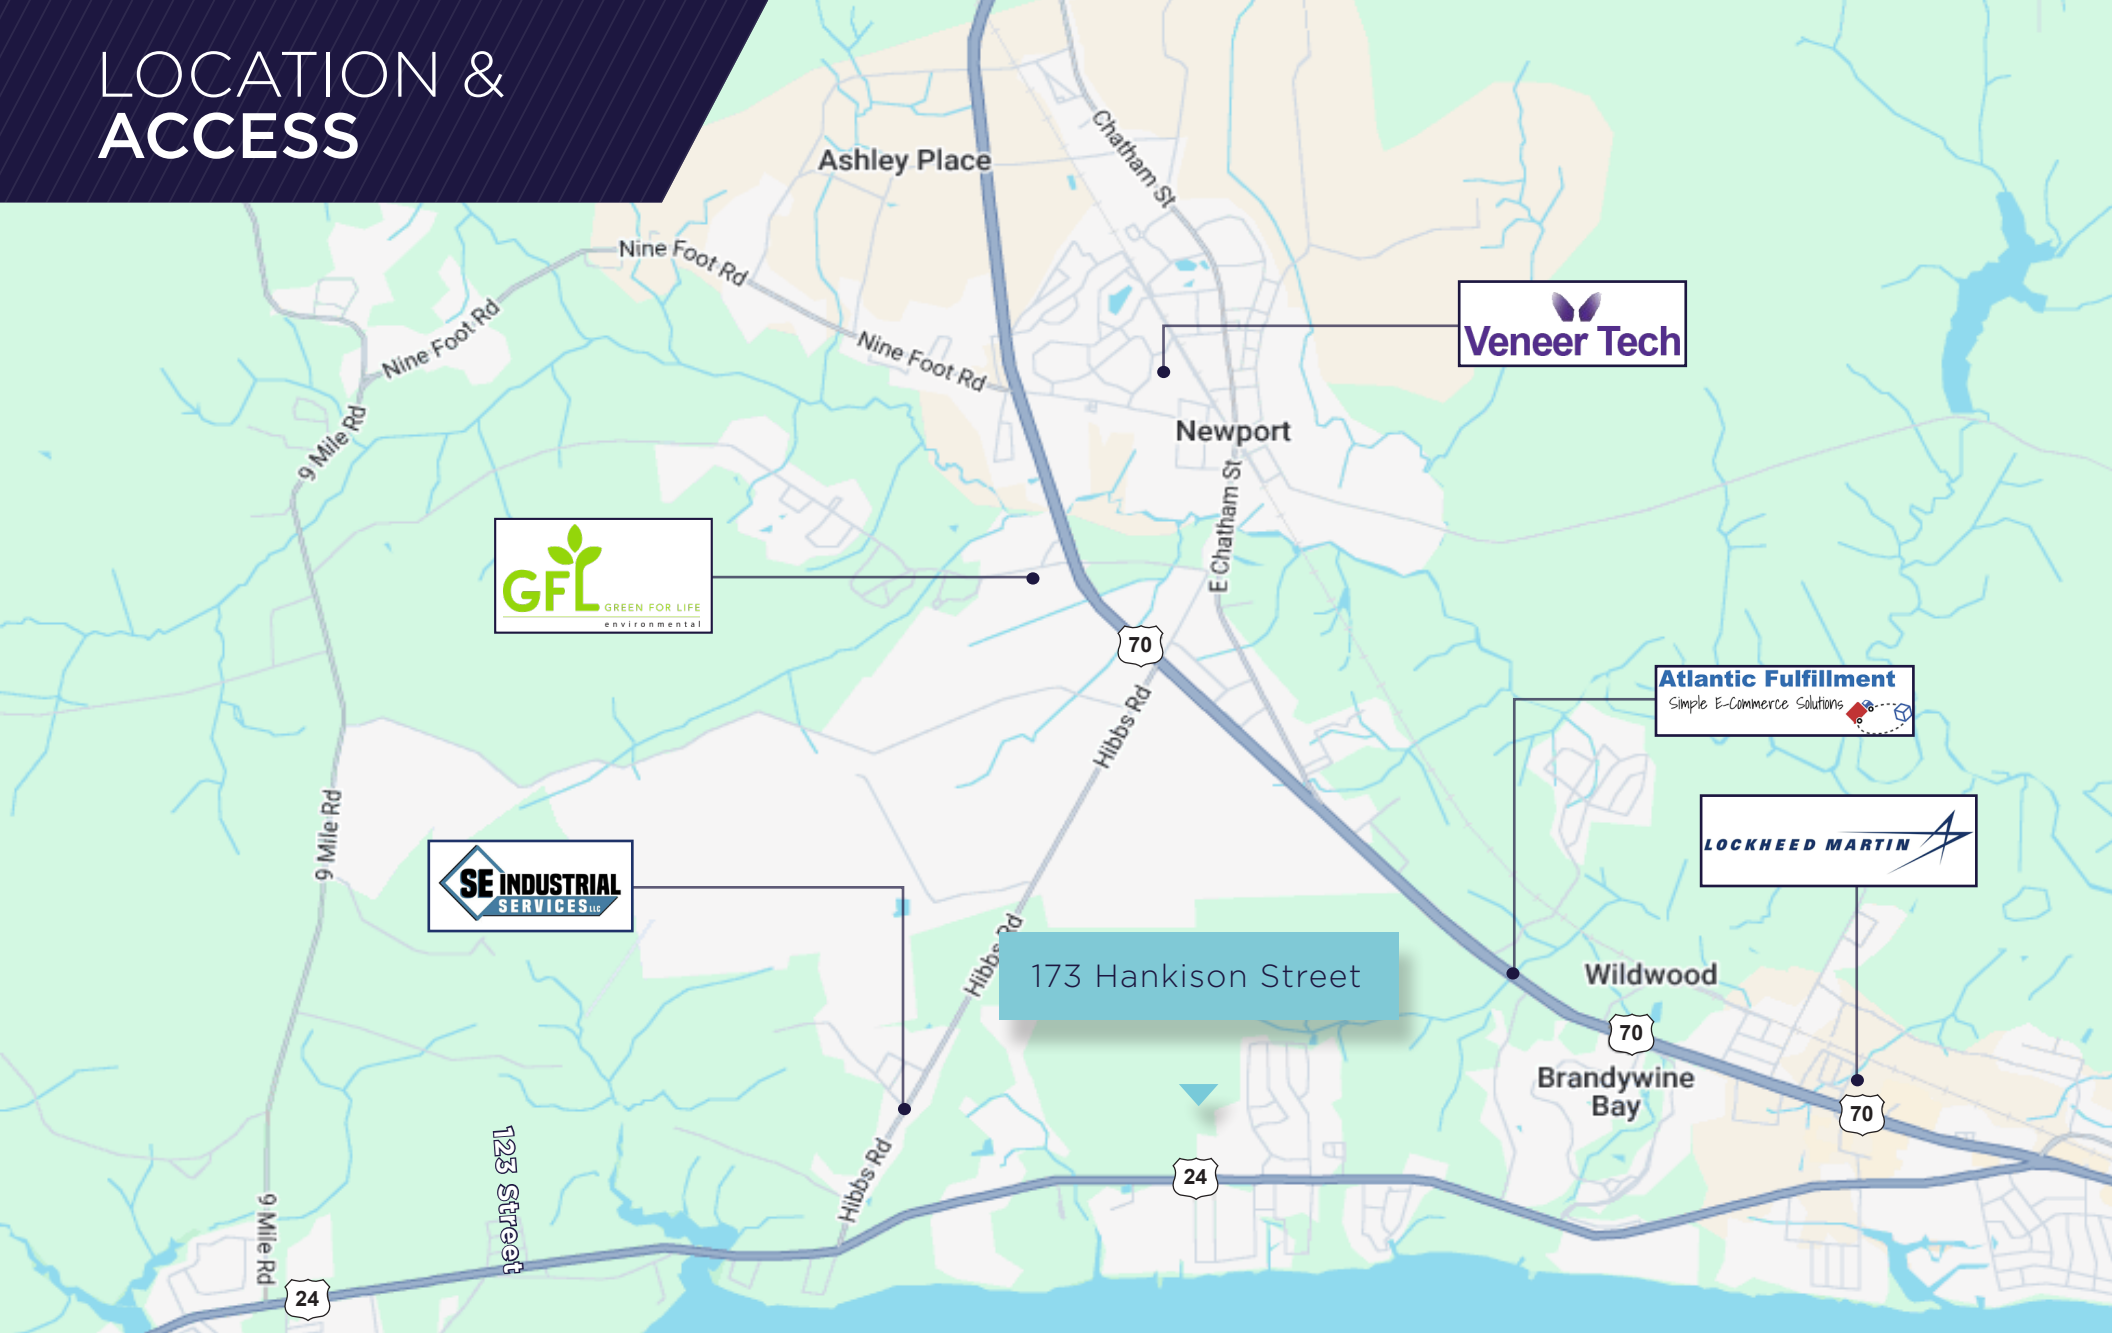 LOCATION &
ACCESS
Ashley Place
Chatham St
Nine Foot Rd
Nine Foot Rd
Nine Foot Rd
Veneer Tech
9 Mile Rd
Newport
E Chatham St
GFL
GREEN FOR LIFE
environmental
70
Hibbs Rd
Atlantic Fulfillment
Simple E-Commerce Solutions
9 Mile Rd
LOCKHEED MARTIN
SE INDUSTRIAL
SERVICES LLC
Hibbs Rd
173 Hankison Street
Wildwood
70
Brandywine
Bay
70
123 Street
Hibbs Rd
24
9 Mile Rd
24